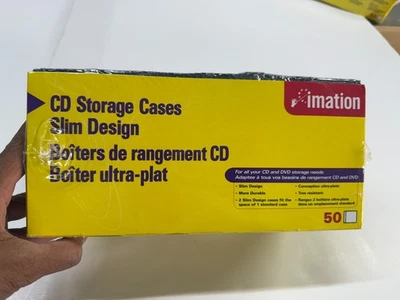 imation
CD Storage Cases
Slim Design
Boîtiers de rangement CD
Boîtier ultra-plat
For all your CD and DVD storage needs
Adaptée à tous vos besoins de rangement CD and DVD
• Slim Design
• More Durable
• 2 Slim Design cases fit the
space of 1 standard case
• Conception ultra-plate
• Très résistant
• Rangez 2 boîtiers ultra-plats
dans un emplacement standard
50